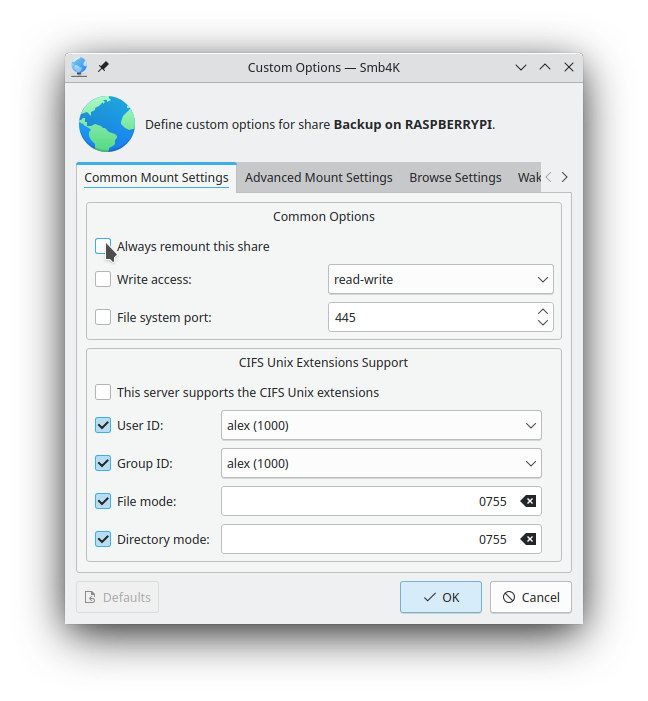 Custom Options — Smb4K
Define custom options for share Backup on RASPBERRYPI.
Common Mount Settings Advanced Mount Settings Browse Settings Wak
Common Options
Always remount this share
Write access: read-write
File system port: 445
CIFS Unix Extensions Support
This server supports the CIFS Unix extensions
User ID: alex (1000)
Group ID: alex (1000)
File mode: 0755
Directory mode: 0755
Defaults OK Cancel